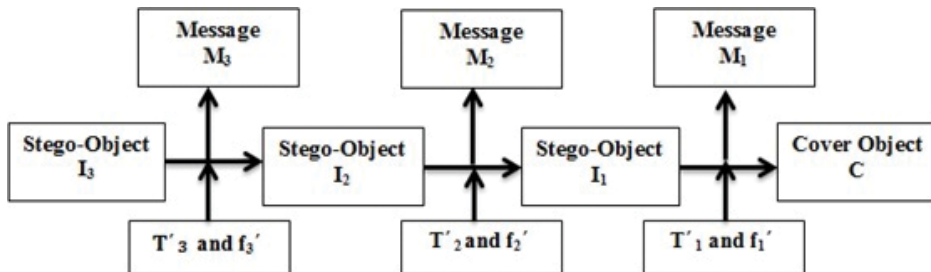 Message
M₃
Message
M₂
Message
M₁
Stego-Object
I₃
Stego-Object
I₂
Stego-Object
I₁
Cover Object
C
T´₃ and f₃´
T´₂ and f₂´
T´₁ and f₁´